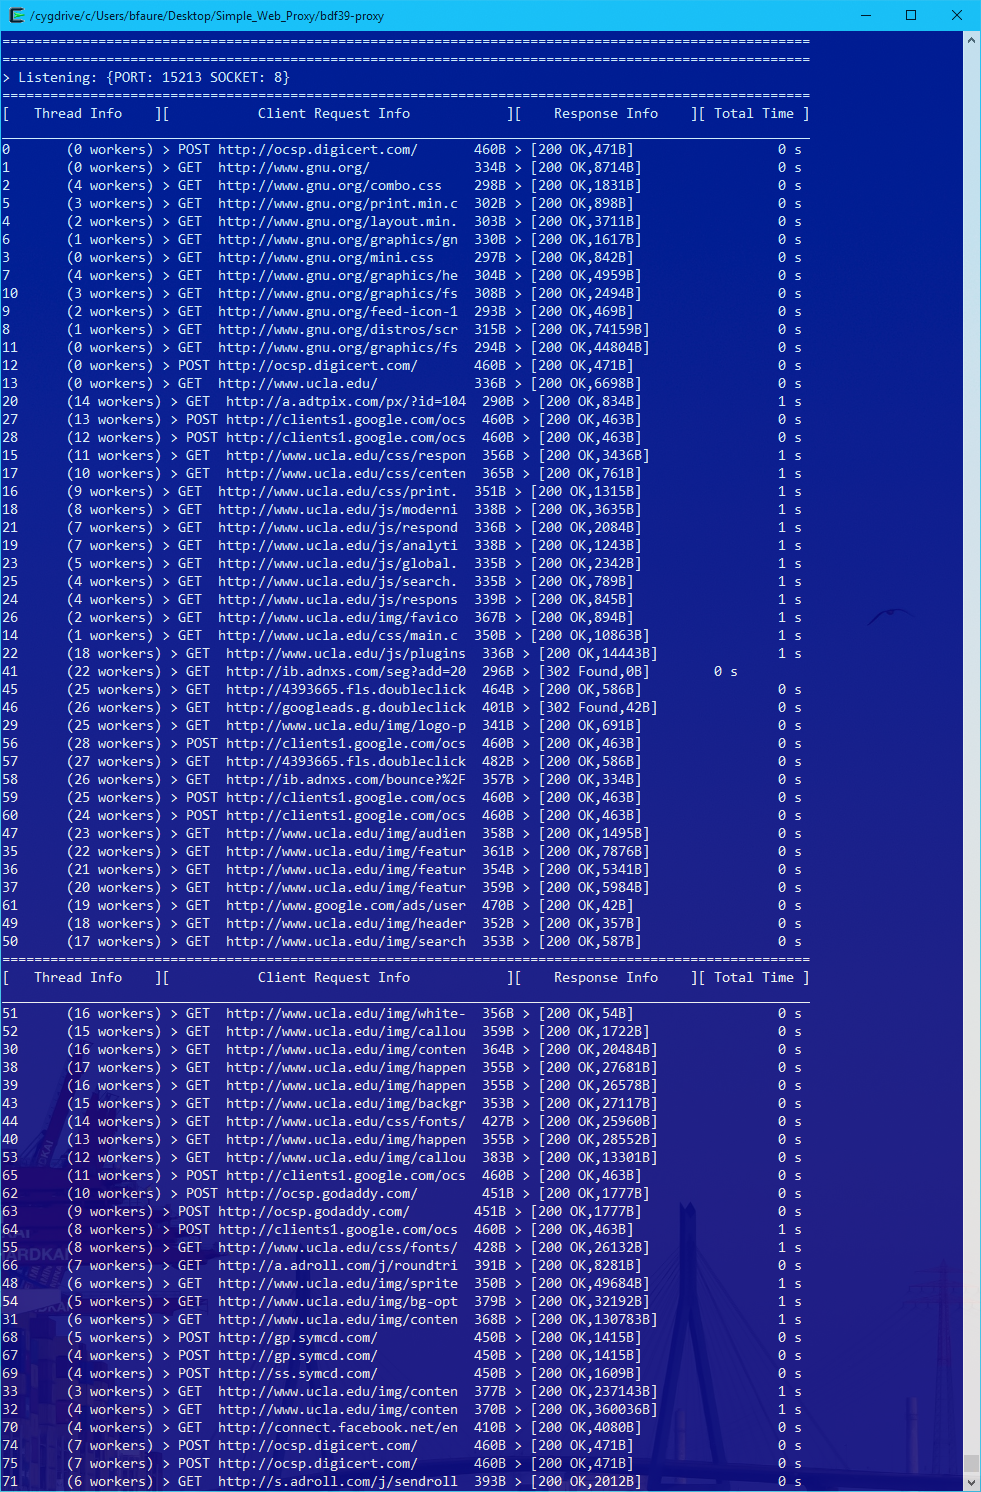 /cygdrive/c/Users/bfaure/Desktop/Simple_Web_Proxy/bdf39-proxy
=====================================================================================================
=====================================================================================================
> Listening: {PORT: 15213 SOCKET: 8}
=====================================================================================================
[   Thread Info    ][           Client Request Info            ][    Response Info    ][ Total Time ]
0       (0 workers) > POST http://ocsp.digicert.com/       460B > [200 OK,471B]                  0 s
1       (0 workers) > GET  http://www.gnu.org/             334B > [200 OK,8714B]                 0 s
2       (4 workers) > GET  http://www.gnu.org/combo.css    298B > [200 OK,1831B]                 0 s
5       (3 workers) > GET  http://www.gnu.org/print.min.c  302B > [200 OK,898B]                  0 s
4       (2 workers) > GET  http://www.gnu.org/layout.min.  303B > [200 OK,3711B]                 0 s
6       (1 workers) > GET  http://www.gnu.org/graphics/gn  330B > [200 OK,1617B]                 0 s
3       (0 workers) > GET  http://www.gnu.org/mini.css     297B > [200 OK,842B]                  0 s
7       (4 workers) > GET  http://www.gnu.org/graphics/he  304B > [200 OK,4959B]                 0 s
10      (3 workers) > GET  http://www.gnu.org/graphics/fs  308B > [200 OK,2494B]                 0 s
9       (2 workers) > GET  http://www.gnu.org/feed-icon-1  293B > [200 OK,469B]                  0 s
8       (1 workers) > GET  http://www.gnu.org/distros/scr  315B > [200 OK,74159B]                0 s
11      (0 workers) > GET  http://www.gnu.org/graphics/fs  294B > [200 OK,44804B]                0 s
12      (0 workers) > POST http://ocsp.digicert.com/       460B > [200 OK,471B]                  0 s
13      (0 workers) > GET  http://www.ucla.edu/            336B > [200 OK,6698B]                 0 s
20      (14 workers) > GET  http://a.adtpix.com/px/?id=104  290B > [200 OK,834B]                 1 s
27      (13 workers) > POST http://clients1.google.com/ocs  460B > [200 OK,463B]                 0 s
28      (12 workers) > POST http://clients1.google.com/ocs  460B > [200 OK,463B]                 0 s
15      (11 workers) > GET  http://www.ucla.edu/css/respon  356B > [200 OK,3436B]                1 s
17      (10 workers) > GET  http://www.ucla.edu/css/centen  365B > [200 OK,761B]                 1 s
16      (9 workers) > GET  http://www.ucla.edu/css/print.  351B > [200 OK,1315B]                 1 s
18      (8 workers) > GET  http://www.ucla.edu/js/moderni  338B > [200 OK,3635B]                 1 s
21      (7 workers) > GET  http://www.ucla.edu/js/respond  336B > [200 OK,2084B]                 1 s
19      (7 workers) > GET  http://www.ucla.edu/js/analyti  338B > [200 OK,1243B]                 1 s
23      (5 workers) > GET  http://www.ucla.edu/js/global.  335B > [200 OK,2342B]                 1 s
25      (4 workers) > GET  http://www.ucla.edu/js/search.  335B > [200 OK,789B]                  1 s
24      (4 workers) > GET  http://www.ucla.edu/js/respons  339B > [200 OK,845B]                  1 s
26      (2 workers) > GET  http://www.ucla.edu/img/favico  367B > [200 OK,894B]                  1 s
14      (1 workers) > GET  http://www.ucla.edu/css/main.c  350B > [200 OK,10863B]                1 s
22      (18 workers) > GET  http://www.ucla.edu/js/plugins  336B > [200 OK,14443B]               1 s
41      (22 workers) > GET  http://ib.adnxs.com/seg?add=20  296B > [302 Found,0B]        0 s
45      (25 workers) > GET  http://4393665.fls.doubleclick  464B > [200 OK,586B]                 0 s
46      (26 workers) > GET  http://googleads.g.doubleclick  401B > [302 Found,42B]               0 s
29      (25 workers) > GET  http://www.ucla.edu/img/logo-p  341B > [200 OK,691B]                 0 s
56      (28 workers) > POST http://clients1.google.com/ocs  460B > [200 OK,463B]                 0 s
57      (27 workers) > GET  http://4393665.fls.doubleclick  482B > [200 OK,586B]                 0 s
58      (26 workers) > GET  http://ib.adnxs.com/bounce?%2F  357B > [200 OK,334B]                 0 s
59      (25 workers) > POST http://clients1.google.com/ocs  460B > [200 OK,463B]                 0 s
60      (24 workers) > POST http://clients1.google.com/ocs  460B > [200 OK,463B]                 0 s
47      (23 workers) > GET  http://www.ucla.edu/img/audien  358B > [200 OK,1495B]                0 s
35      (22 workers) > GET  http://www.ucla.edu/img/featur  361B > [200 OK,7876B]                0 s
36      (21 workers) > GET  http://www.ucla.edu/img/featur  354B > [200 OK,5341B]                0 s
37      (20 workers) > GET  http://www.ucla.edu/img/featur  359B > [200 OK,5984B]                0 s
61      (19 workers) > GET  http://www.google.com/ads/user  470B > [200 OK,42B]                  0 s
49      (18 workers) > GET  http://www.ucla.edu/img/header  352B > [200 OK,357B]                 0 s
50      (17 workers) > GET  http://www.ucla.edu/img/search  353B > [200 OK,587B]                 0 s
=====================================================================================================
[   Thread Info    ][           Client Request Info            ][    Response Info    ][ Total Time ]
51      (16 workers) > GET  http://www.ucla.edu/img/white-  356B > [200 OK,54B]                  0 s
52      (15 workers) > GET  http://www.ucla.edu/img/callou  359B > [200 OK,1722B]                0 s
30      (16 workers) > GET  http://www.ucla.edu/img/conten  364B > [200 OK,20484B]               0 s
38      (17 workers) > GET  http://www.ucla.edu/img/happen  355B > [200 OK,27681B]               0 s
39      (16 workers) > GET  http://www.ucla.edu/img/happen  355B > [200 OK,26578B]               0 s
43      (15 workers) > GET  http://www.ucla.edu/img/backgr  353B > [200 OK,27117B]               0 s
44      (14 workers) > GET  http://www.ucla.edu/css/fonts/  427B > [200 OK,25960B]               0 s
40      (13 workers) > GET  http://www.ucla.edu/img/happen  355B > [200 OK,28552B]               0 s
53      (12 workers) > GET  http://www.ucla.edu/img/callou  383B > [200 OK,13301B]               0 s
65      (11 workers) > POST http://clients1.google.com/ocs  460B > [200 OK,463B]                 0 s
62      (10 workers) > POST http://ocsp.godaddy.com/        451B > [200 OK,1777B]                0 s
63      (9 workers) > POST http://ocsp.godaddy.com/        451B > [200 OK,1777B]                 0 s
64      (8 workers) > POST http://clients1.google.com/ocs  460B > [200 OK,463B]                  1 s
55      (8 workers) > GET  http://www.ucla.edu/css/fonts/  428B > [200 OK,26132B]                1 s
66      (7 workers) > GET  http://a.adroll.com/j/roundtri  391B > [200 OK,8281B]                 0 s
48      (6 workers) > GET  http://www.ucla.edu/img/sprite  350B > [200 OK,49684B]                1 s
54      (5 workers) > GET  http://www.ucla.edu/img/bg-opt  379B > [200 OK,32192B]                1 s
31      (6 workers) > GET  http://www.ucla.edu/img/conten  368B > [200 OK,130783B]               1 s
68      (5 workers) > POST http://gp.symcd.com/            450B > [200 OK,1415B]                 0 s
67      (4 workers) > POST http://gp.symcd.com/            450B > [200 OK,1415B]                 0 s
69      (4 workers) > POST http://ss.symcd.com/            450B > [200 OK,1609B]                 0 s
33      (3 workers) > GET  http://www.ucla.edu/img/conten  377B > [200 OK,237143B]               1 s
32      (4 workers) > GET  http://www.ucla.edu/img/conten  370B > [200 OK,360036B]               1 s
70      (4 workers) > GET  http://connect.facebook.net/en  410B > [200 OK,4080B]                 0 s
74      (7 workers) > POST http://ocsp.digicert.com/       460B > [200 OK,471B]                  0 s
75      (7 workers) > POST http://ocsp.digicert.com/       460B > [200 OK,471B]                  0 s
71      (6 workers) > GET  http://s.adroll.com/j/sendroll  393B > [200 OK,2012B]                 0 s